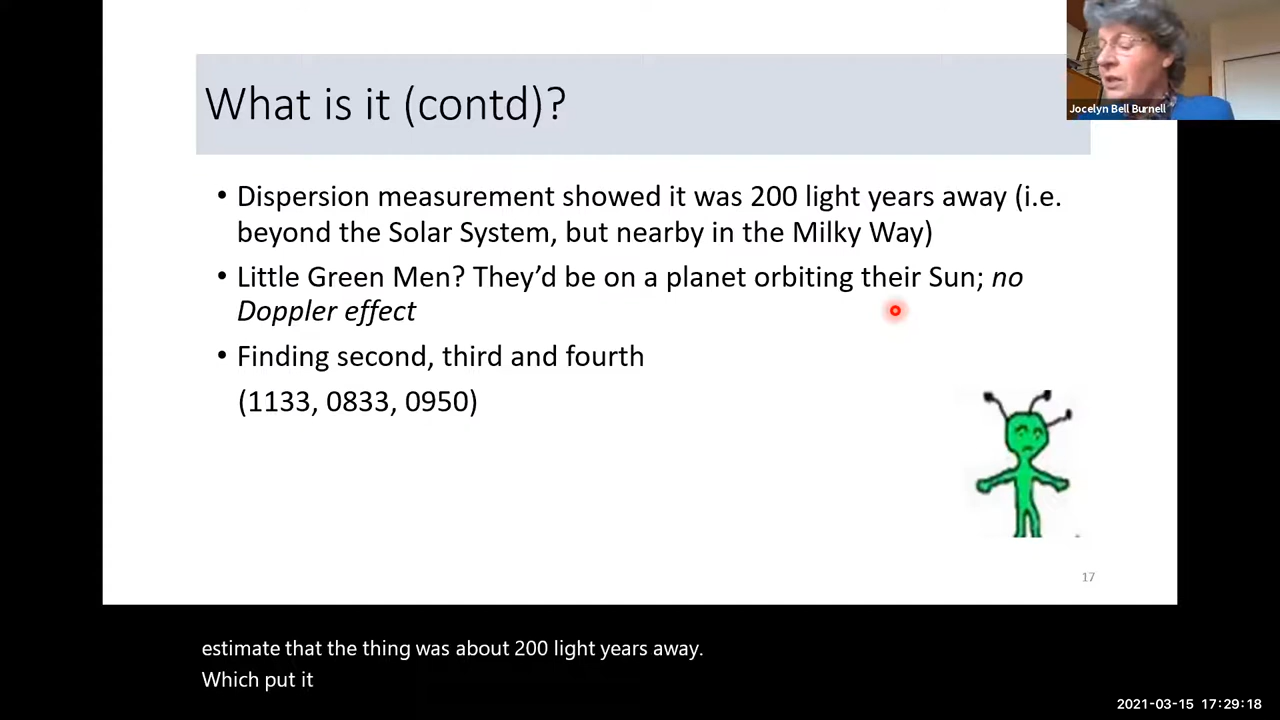 What is it (contd)?
Jocelyn Bell Burnell
• Dispersion measurement showed it was 200 light years away (i.e.
beyond the Solar System, but nearby in the Milky Way)
• Little Green Men? They’d be on a planet orbiting their Sun; no
Doppler effect
• Finding second, third and fourth
(1133, 0833, 0950)
17
estimate that the thing was about 200 light years away.
Which put it
2021-03-15 17:29:18